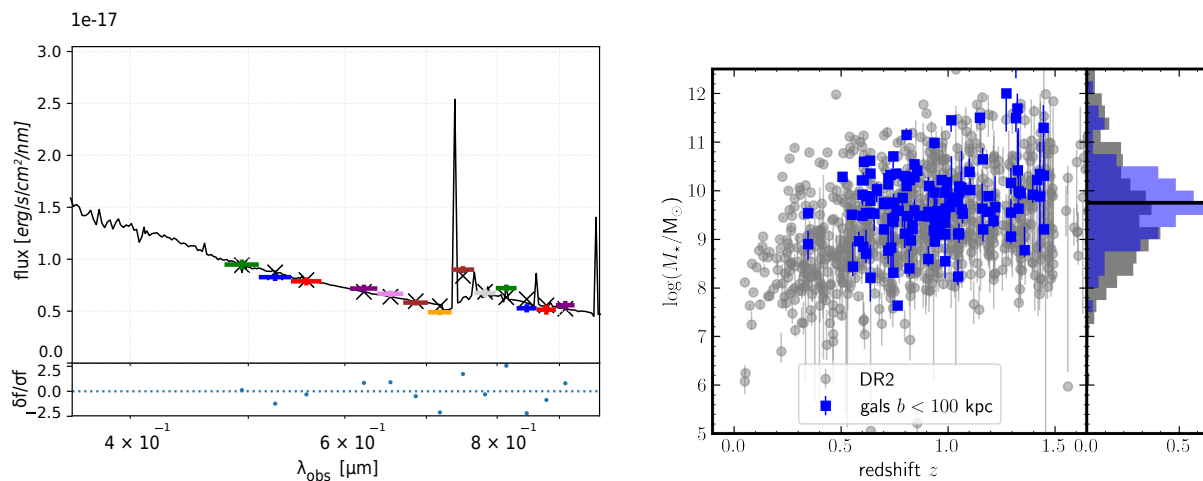 1e-17
3.0
2.5
2.0
1.5
1.0
0.5
0.0
flux [erg/s/cm²/nm]
2.5
0.0
−2.5
δf/σf
4 × 10⁻¹
6 × 10⁻¹
8 × 10⁻¹
λ_obs [μm]
12
11
10
9
8
7
6
5
log(M⋆/M⊙)
DR2
gals b < 100 kpc
0.0
0.5
1.0
1.5
0.0
0.5
redshift z